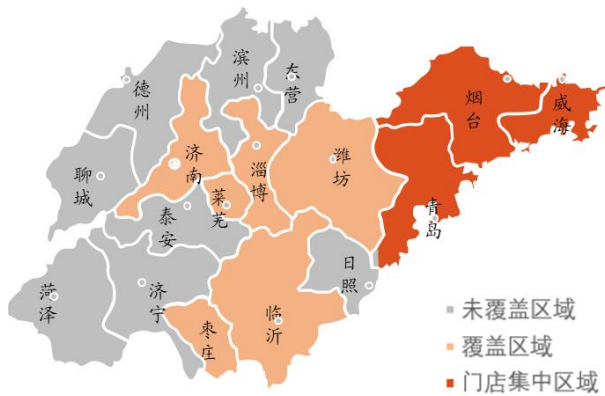 滨州
东营
德州
烟台
威海
济南
淄博
潍坊
聊城
莱芜
泰安
青岛
日照
菏泽
济宁
临沂
枣庄
未覆盖区域
覆盖区域
门店集中区域